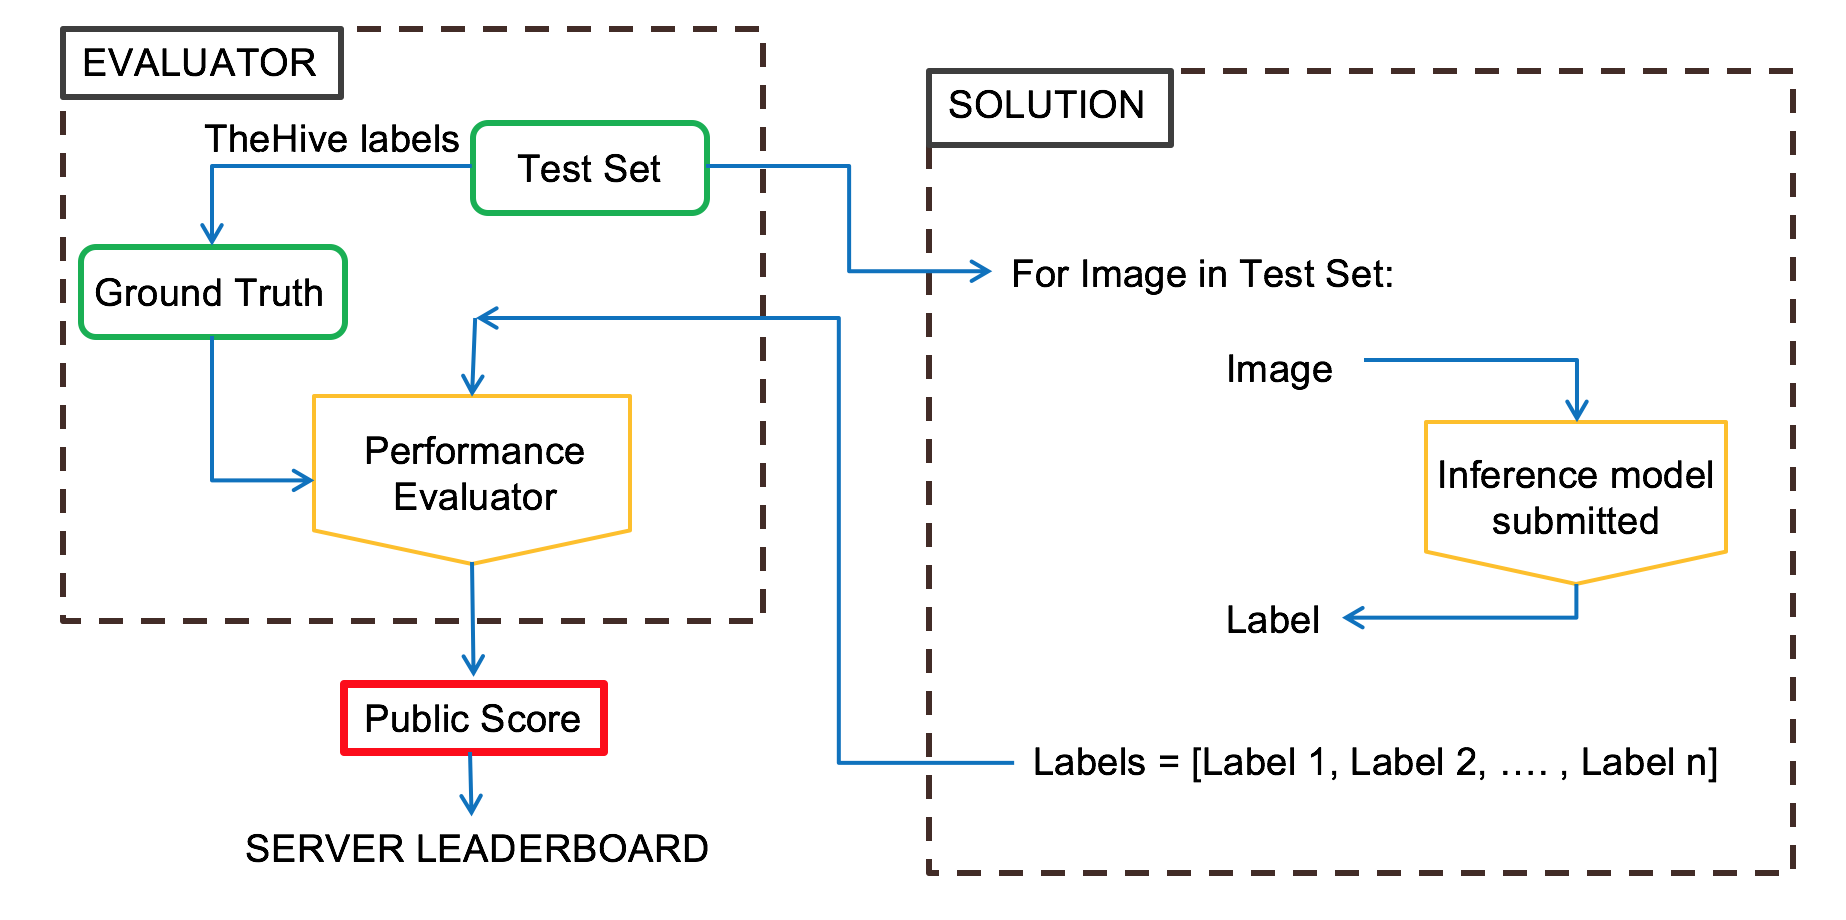 EVALUATOR
TheHive labels
Test Set
Ground Truth
Performance
Evaluator
Public Score
SERVER LEADERBOARD
SOLUTION
For Image in Test Set:
Image
Inference model
submitted
Label
Labels = [Label 1, Label 2, .... , Label n]